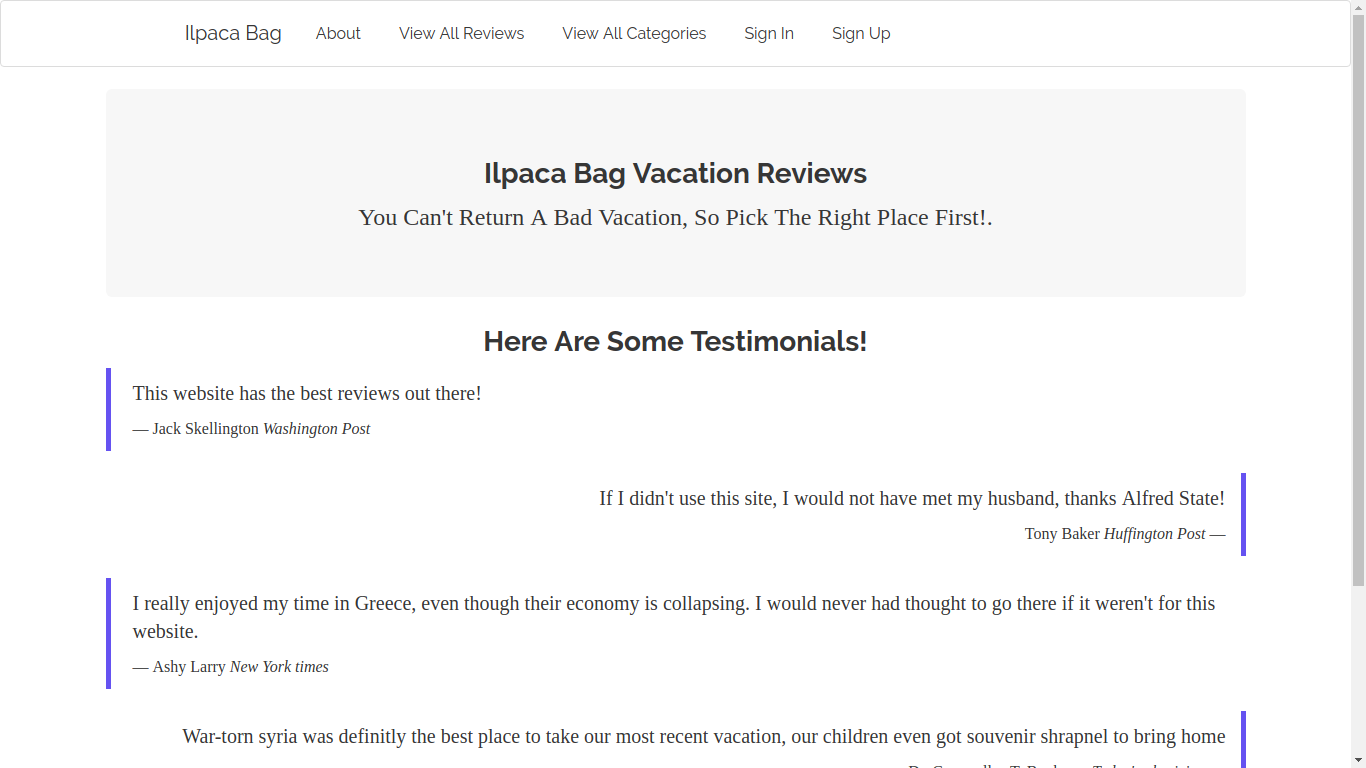 Ilpaca Bag About View All Reviews View All Categories Sign In Sign Up
Ilpaca Bag Vacation Reviews
You Can't Return A Bad Vacation, So Pick The Right Place First!.
Here Are Some Testimonials!
This website has the best reviews out there!
— Jack Skellington Washington Post
If I didn't use this site, I would not have met my husband, thanks Alfred State!
Tony Baker Huffington Post —
I really enjoyed my time in Greece, even though their economy is collapsing. I would never had thought to go there if it weren't for this
website.
— Ashy Larry New York times
War-torn syria was definitly the best place to take our most recent vacation, our children even got souvenir shrapnel to bring home